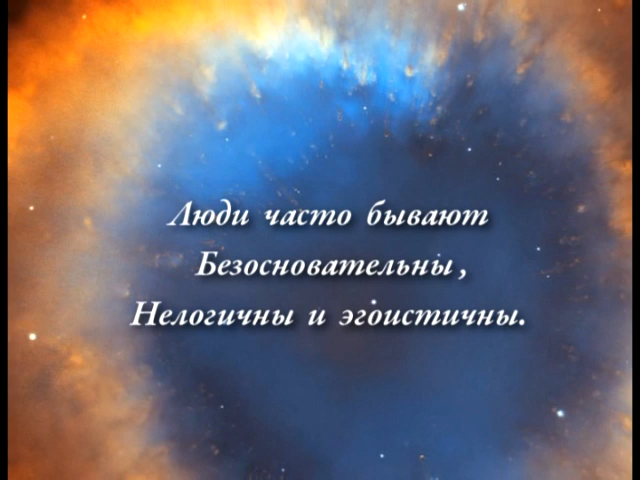 Люди часто бывают
Безосновательны,
Нелогичны и эгоистичны.